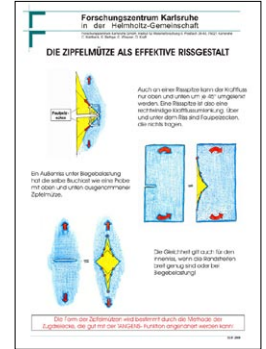 Forschungszentrum Karlsruhe
in der Helmholtz-Gemeinschaft
DIE ZIPFELMÜTZE ALS EFFEKTIVE RISSGESTALT
Auch an einer Rissspitze kann der Kraftfluss
nur oben und unten um je 45° umgelenkt
werden. Eine Rissspitze ist also eine
rechtwinklige Kraftflussumlenkung. Über
und unter dem Riss sind Faulpelzecken,
die nichts tragen.
Ein Außenriss unter Biegebelastung
hat die selbe Bruchlast wie eine Probe
mit oben und unten ausgenommener
Zipfelmütze.
Die Gleichheit gilt auch für den
Innenriss, wenn die Randstreifen
breit genug sind oder bei
Biegebelastung!
Die Form der Zipfelmützen wird bestimmt durch die Methode der
Zugdreiecke, die gut mit der TANGENS- Funktion angenähert werden kann!